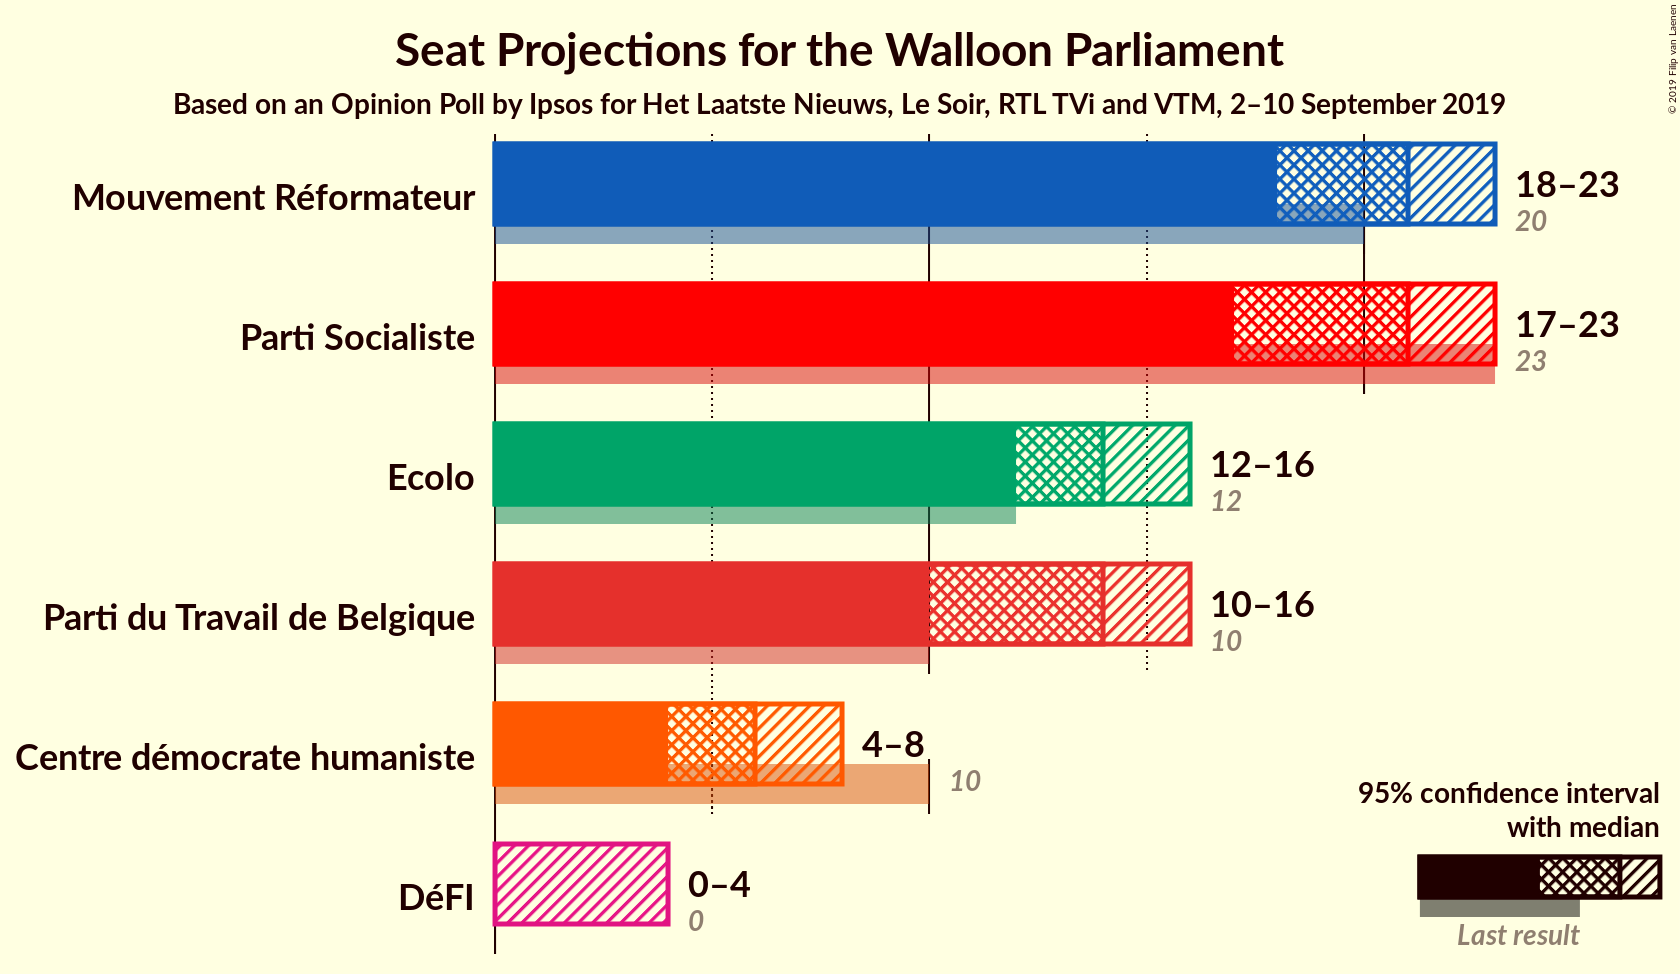 Seat Projections for the Walloon Parliament
Based on an Opinion Poll by Ipsos for Het Laatste Nieuws, Le Soir, RTL TVi and VTM, 2–10 September 2019
© 2019 Filip van Laenen
Mouvement Réformateur
18–23
20
Parti Socialiste
17–23
23
Ecolo
12–16
12
Parti du Travail de Belgique
10–16
10
Centre démocrate humaniste
4–8
10
DéFI
0–4
0
95% confidence interval
with median
Last result